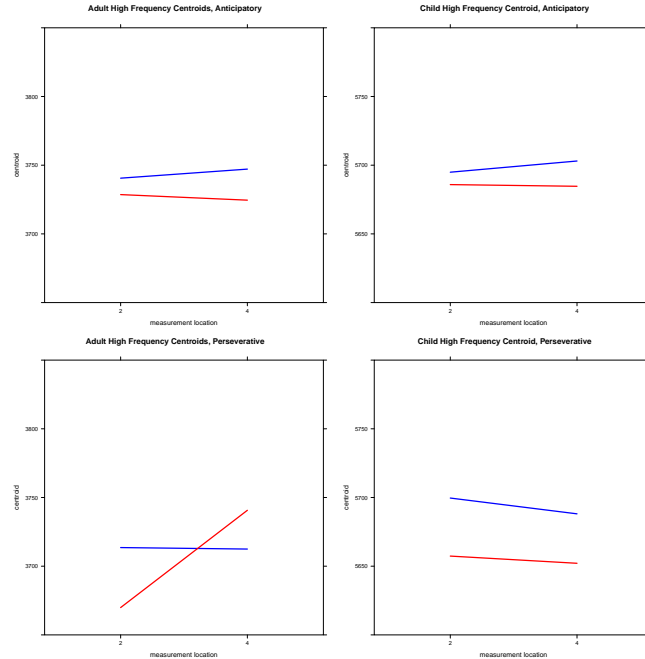 Adult High Frequency Centroids, Anticipatory
3800
3750
3700
centroid
2
4
measurement location
Child High Frequency Centroid, Anticipatory
5750
5700
5650
centroid
2
4
measurement location
Adult High Frequency Centroids, Perseverative
3800
3750
3700
centroid
2
4
measurement location
Child High Frequency Centroid, Perseverative
5750
5700
5650
centroid
2
4
measurement location